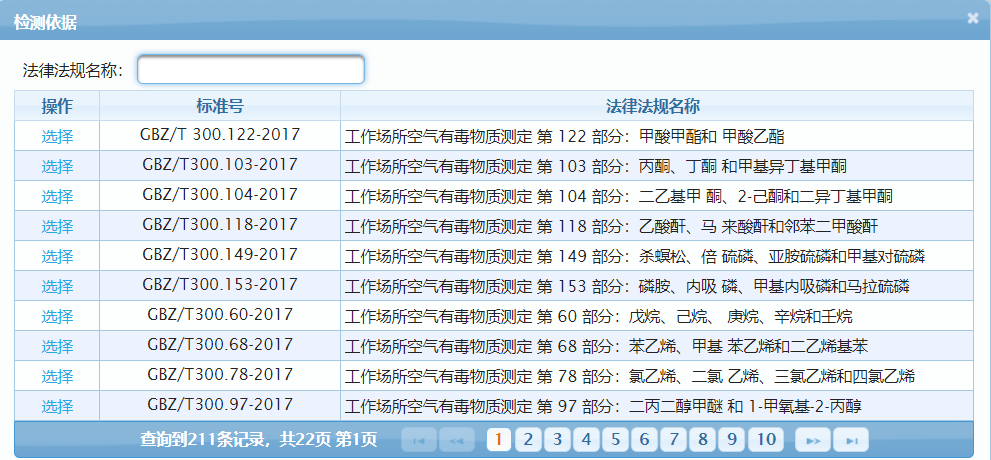 检测依据
法律法规名称：
操作 标准号 法律法规名称
选择 GBZ/T 300.122-2017 工作场所空气有毒物质测定 第 122 部分：甲酸甲酯和 甲酸乙酯
选择 GBZ/T300.103-2017 工作场所空气有毒物质测定 第 103 部分：丙酮、丁酮 和甲基异丁基甲酮
选择 GBZ/T300.104-2017 工作场所空气有毒物质测定 第 104 部分：二乙基甲 酮、2-己酮和二异丁基甲酮
选择 GBZ/T300.118-2017 工作场所空气有毒物质测定 第 118 部分：乙酸酐、马 来酸酐和邻苯二甲酸酐
选择 GBZ/T300.149-2017 工作场所空气有毒物质测定 第 149 部分：杀螟松、倍 硫磷、亚胺硫磷和甲基对硫磷
选择 GBZ/T300.153-2017 工作场所空气有毒物质测定 第 153 部分：磷胺、内吸 磷、甲基内吸磷和马拉硫磷
选择 GBZ/T300.60-2017 工作场所空气有毒物质测定 第 60 部分：戊烷、己烷、 庚烷、辛烷和壬烷
选择 GBZ/T300.68-2017 工作场所空气有毒物质测定 第 68 部分：苯乙烯、甲基 苯乙烯和二乙烯基苯
选择 GBZ/T300.78-2017 工作场所空气有毒物质测定 第 78 部分：氯乙烯、二氯 乙烯、三氯乙烯和四氯乙烯
选择 GBZ/T300.97-2017 工作场所空气有毒物质测定 第 97 部分：二丙二醇甲醚 和 1-甲氧基-2-丙醇
查询到211条记录，共22页 第1页 1 2 3 4 5 6 7 8 9 10